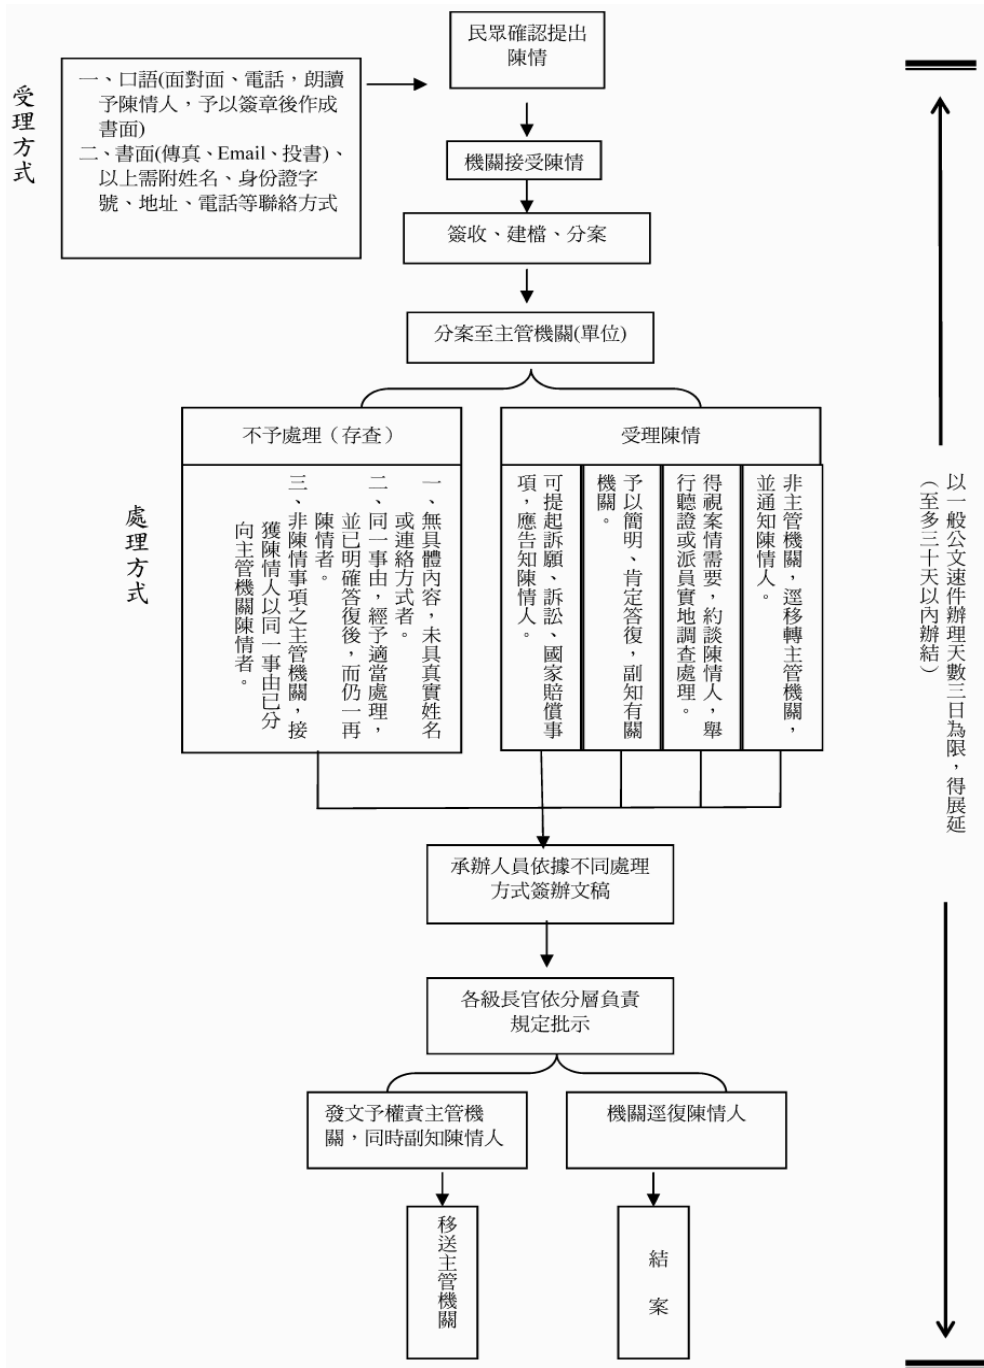 民眾確認提出
陳情
受理方式
一、口語(面對面、電話，朗讀
予陳情人，予以簽章後作成
書面)
二、書面(傳真、Email、投書)、
以上需附姓名、身份證字
號、地址、電話等聯絡方式
機關接受陳情
簽收、建檔、分案
分案至主管機關(單位)
處理方式
不予處理（存查）
一、無具體內容，未具真實姓名
或連絡方式者。
二、同一事由，經予適當處理，
並已明確答復後，而仍一再
陳情者。
三、非陳情事項之主管機關，接
獲陳情人以同一事由已分
向主管機關陳情者。
受理陳情
非主管機關，逕移轉主管機關，
並通知陳情人。
得視案情需要，約談陳情人，舉
行聽證或派員實地調查處理。
予以簡明、肯定答復，副知有關
機關。
可提起訴願、訴訟、國家賠償事
項，應告知陳情人。
承辦人員依據不同處理
方式簽辦文稿
各級長官依分層負責
規定批示
發文予權責主管機
關，同時副知陳情人
機關逕復陳情人
移送主管機關
結案
以一般公文速件辦理天數三日為限，得展延
（至多三十天以內辦結）